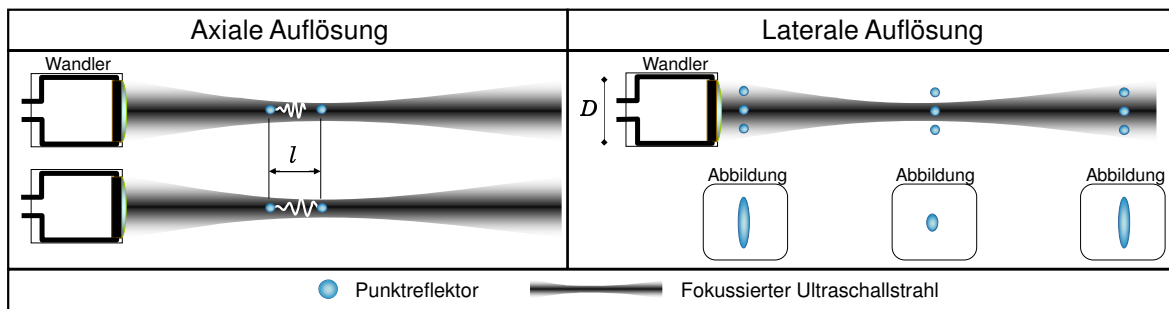 Axiale Auflösung
Laterale Auflösung
Wandler
l
Wandler
D
Abbildung
Abbildung
Abbildung
Punktreflektor
Fokussierter Ultraschallstrahl